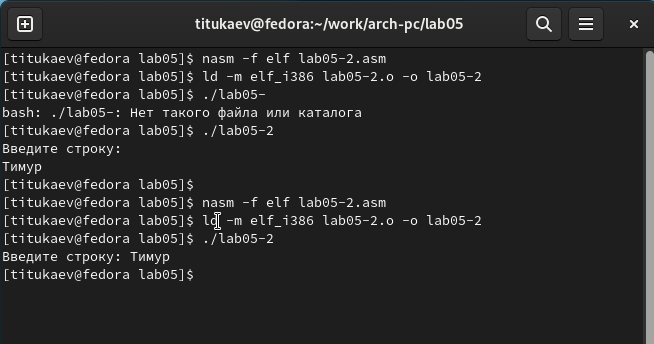 titukaev@fedora:~/work/arch-pc/lab05
[titukaev@fedora lab05]$ nasm -f elf lab05-2.asm
[titukaev@fedora lab05]$ ld -m elf_i386 lab05-2.o -o lab05-2
[titukaev@fedora lab05]$ ./lab05-
bash: ./lab05-: Нет такого файла или каталога
[titukaev@fedora lab05]$ ./lab05-2
Введите строку:
Тимур
[titukaev@fedora lab05]$
[titukaev@fedora lab05]$ nasm -f elf lab05-2.asm
[titukaev@fedora lab05]$ ld -m elf_i386 lab05-2.o -o lab05-2
[titukaev@fedora lab05]$ ./lab05-2
Введите строку: Тимур
[titukaev@fedora lab05]$